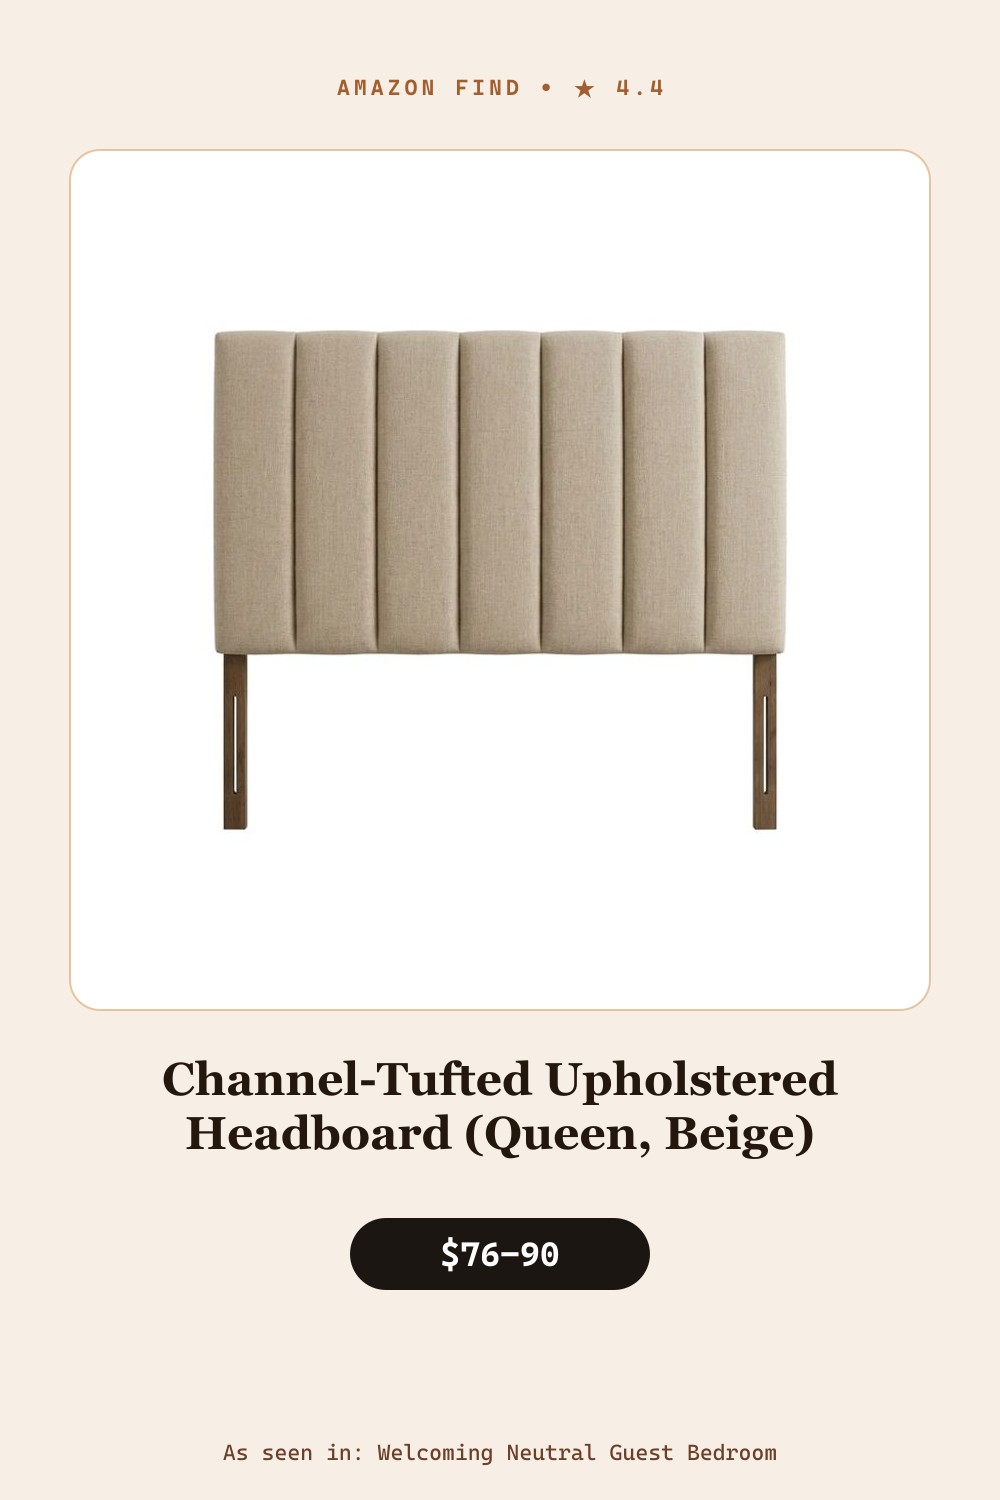 AMAZON FIND • ★ 4.4
Channel-Tufted Upholstered
Headboard (Queen, Beige)
$76–90
As seen in: Welcoming Neutral Guest Bedroom